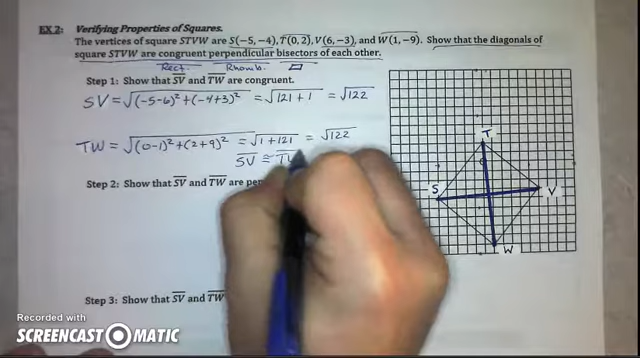 EX 2: Verifying Properties of Squares.
The vertices of square STVW are S(-5, -4), T(0, 2), V(6, -3), and W(1, -9). Show that the diagonals of
square STVW are congruent perpendicular bisectors of each other.
Rect. Rhomb. ▱
Step 1: Show that SV and TW are congruent.
SV = √(-5-6)² + (-4+3)² = √121 + 1 = √122
TW = √(0-1)² + (2+9)² = √1 + 121 = √122
SV ≅
Step 2: Show that SV and TW are
Step 3: Show that SV and TW
T
S
V
W
Recorded with
SCREENCAST O MATIC